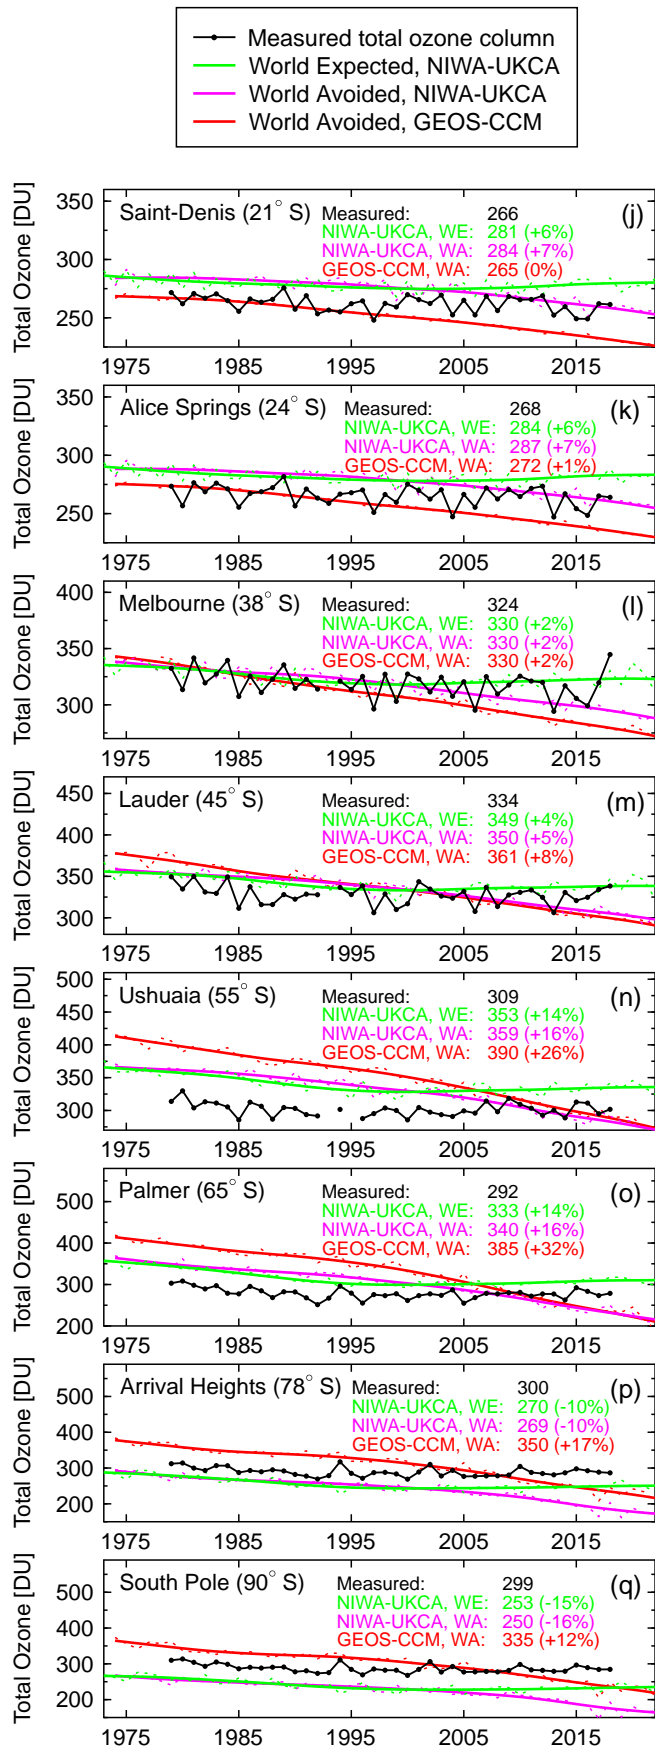 Measured total ozone column
World Expected, NIWA-UKCA
World Avoided, NIWA-UKCA
World Avoided, GEOS-CCM
Total Ozone [DU]
350
300
250
Saint-Denis (21° S)
Measured: 266
NIWA-UKCA, WE: 281 (+6%)
NIWA-UKCA, WA: 284 (+7%)
GEOS-CCM, WA: 265 (0%)
(j)
1975 1985 1995 2005 2015
Total Ozone [DU]
350
300
250
Alice Springs (24° S)
Measured: 268
NIWA-UKCA, WE: 284 (+6%)
NIWA-UKCA, WA: 287 (+7%)
GEOS-CCM, WA: 272 (+1%)
(k)
1975 1985 1995 2005 2015
Total Ozone [DU]
400
350
300
Melbourne (38° S)
Measured: 324
NIWA-UKCA, WE: 330 (+2%)
NIWA-UKCA, WA: 330 (+2%)
GEOS-CCM, WA: 330 (+2%)
(l)
1975 1985 1995 2005 2015
Total Ozone [DU]
450
400
350
300
Lauder (45° S)
Measured: 334
NIWA-UKCA, WE: 349 (+4%)
NIWA-UKCA, WA: 350 (+5%)
GEOS-CCM, WA: 361 (+8%)
(m)
1975 1985 1995 2005 2015
Total Ozone [DU]
500
450
400
350
300
Ushuaia (55° S)
Measured: 309
NIWA-UKCA, WE: 353 (+14%)
NIWA-UKCA, WA: 359 (+16%)
GEOS-CCM, WA: 390 (+26%)
(n)
1975 1985 1995 2005 2015
Total Ozone [DU]
500
400
300
200
Palmer (65° S)
Measured: 292
NIWA-UKCA, WE: 333 (+14%)
NIWA-UKCA, WA: 340 (+16%)
GEOS-CCM, WA: 385 (+32%)
(o)
1975 1985 1995 2005 2015
Total Ozone [DU]
500
400
300
200
Arrival Heights (78° S)
Measured: 300
NIWA-UKCA, WE: 270 (-10%)
NIWA-UKCA, WA: 269 (-10%)
GEOS-CCM, WA: 350 (+17%)
(p)
1975 1985 1995 2005 2015
Total Ozone [DU]
500
400
300
200
South Pole (90° S)
Measured: 299
NIWA-UKCA, WE: 253 (-15%)
NIWA-UKCA, WA: 250 (-16%)
GEOS-CCM, WA: 335 (+12%)
(q)
1975 1985 1995 2005 2015